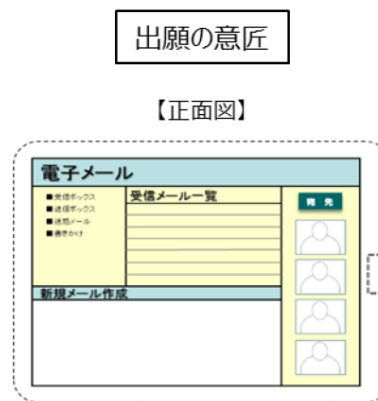 出願の意匠
【正面図】
電子メール
■受信ボックス
■送信ボックス
■迷惑メール
■書きかけ
受信メール一覧
宛 先
新規メール作成